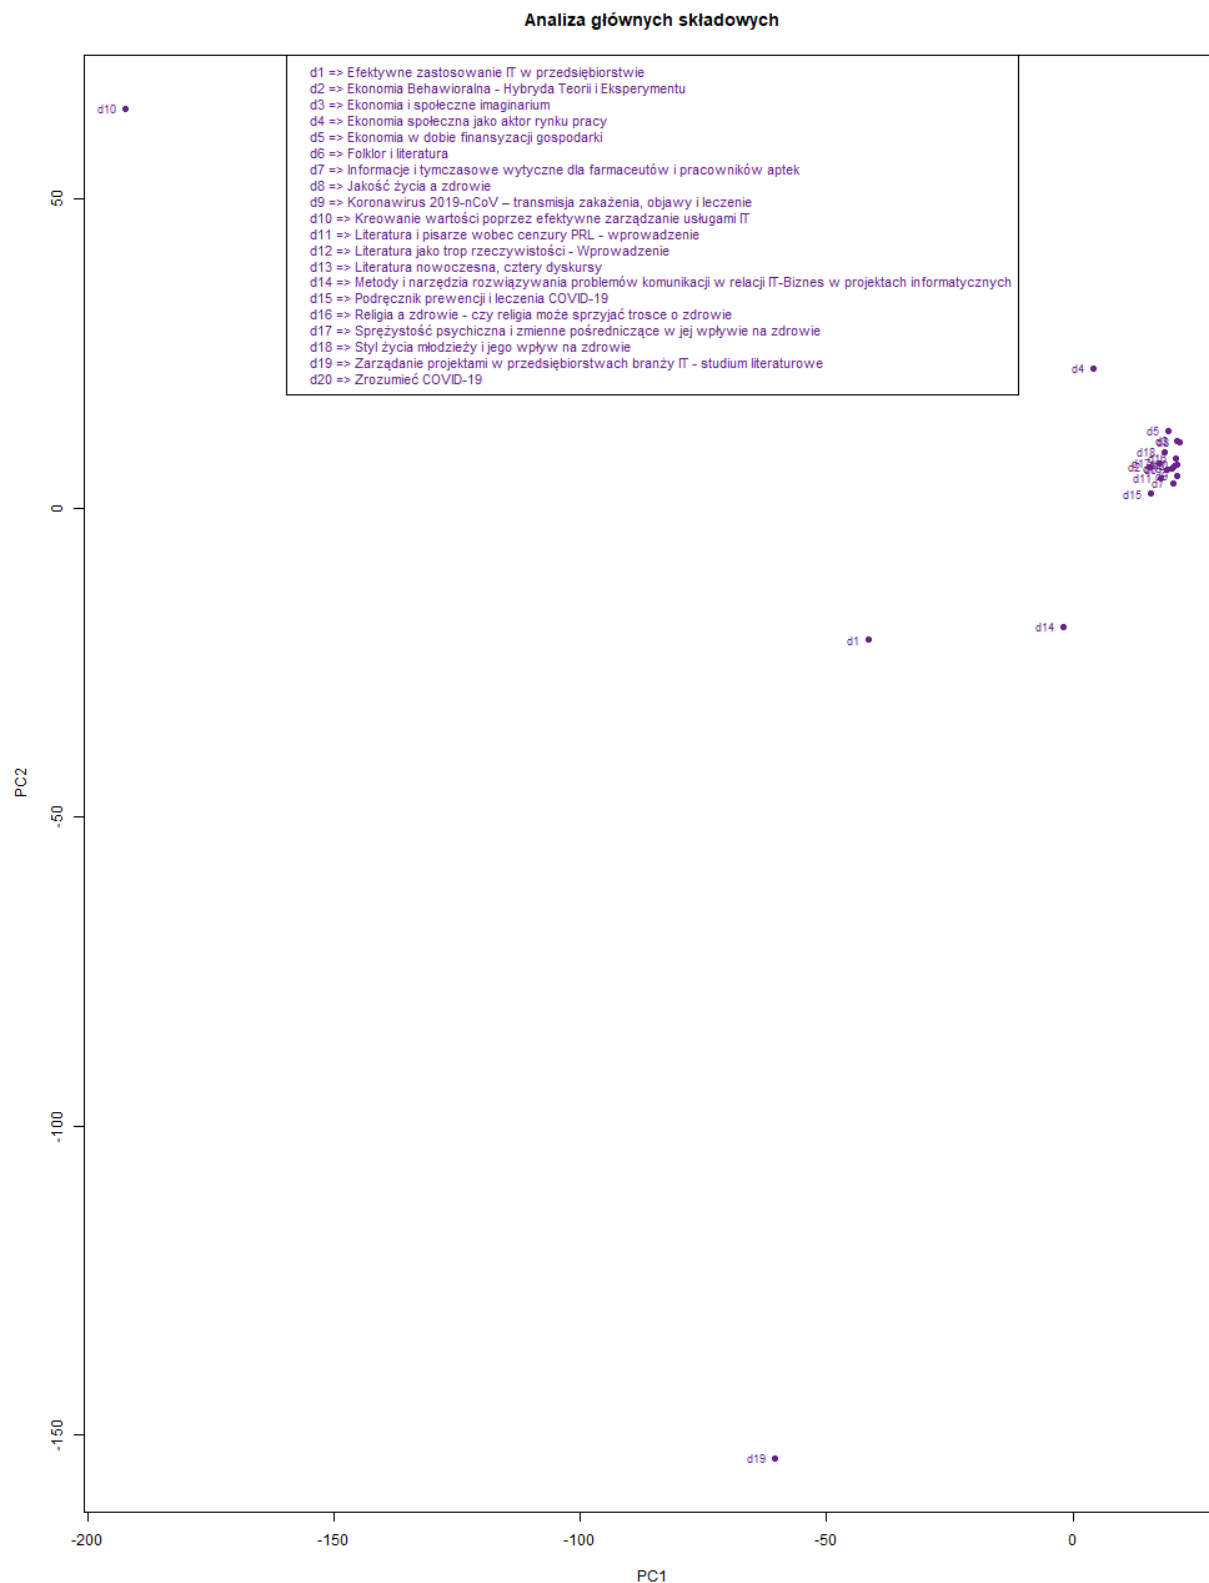 Analiza głównych składowych
d1 => Efektywne zastosowanie IT w przedsiębiorstwie
d2 => Ekonomia Behawioralna - Hybryda Teorii i Eksperymentu
d3 => Ekonomia i społeczne imaginarium
d4 => Ekonomia społeczna jako aktor rynku pracy
d5 => Ekonomia w dobie finansyzacji gospodarki
d6 => Folklor i literatura
d7 => Informacje i tymczasowe wytyczne dla farmaceutów i pracowników aptek
d8 => Jakość życia a zdrowie
d9 => Koronawirus 2019-nCoV – transmisja zakażenia, objawy i leczenie
d10 => Kreowanie wartości poprzez efektywne zarządzanie usługami IT
d11 => Literatura i pisarze wobec cenzury PRL - wprowadzenie
d12 => Literatura jako trop rzeczywistości - Wprowadzenie
d13 => Literatura nowoczesna, cztery dyskursy
d14 => Metody i narzędzia rozwiązywania problemów komunikacji w relacji IT-Biznes w projektach informatycznych
d15 => Podręcznik prewencji i leczenia COVID-19
d16 => Religia a zdrowie - czy religia może sprzyjać trosce o zdrowie
d17 => Sprężystość psychiczna i zmienne pośredniczące w jej wpływie na zdrowie
d18 => Styl życia młodzieży i jego wpływ na zdrowie
d19 => Zarządanie projektami w przedsiębiorstwach branży IT - studium literaturowe
d20 => Zrozumieć COVID-19
d10
50
d4
d5
d18
d2
d11
d7
d15
0
d14
d1
PC2
-50
-100
-150
d19
-200
-150
-100
-50
0
PC1